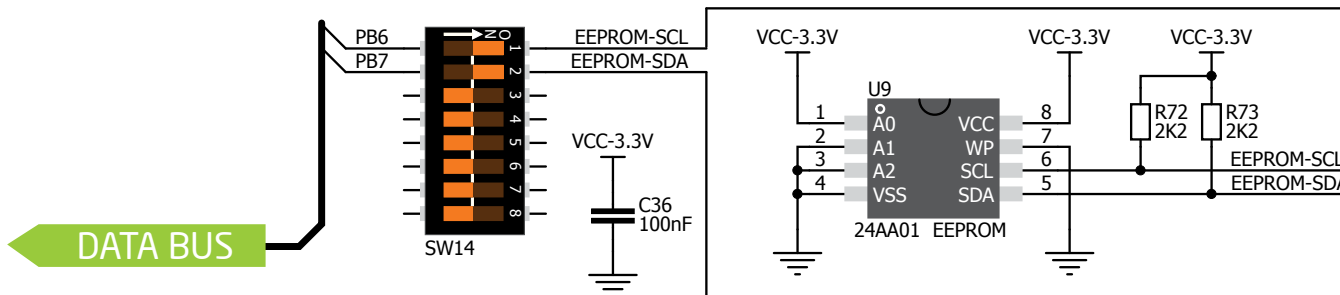 PB6
PB7
ON
1
2
3
4
5
6
7
8
SW14
DATA BUS
EEPROM-SCL
EEPROM-SDA
VCC-3.3V
C36
100nF
VCC-3.3V
VCC-3.3V
VCC-3.3V
U9
1 A0 VCC 8
2 A1 WP 7
3 A2 SCL 6
4 VSS SDA 5
24AA01 EEPROM
R72
2K2
R73
2K2
EEPROM-SCL
EEPROM-SDA